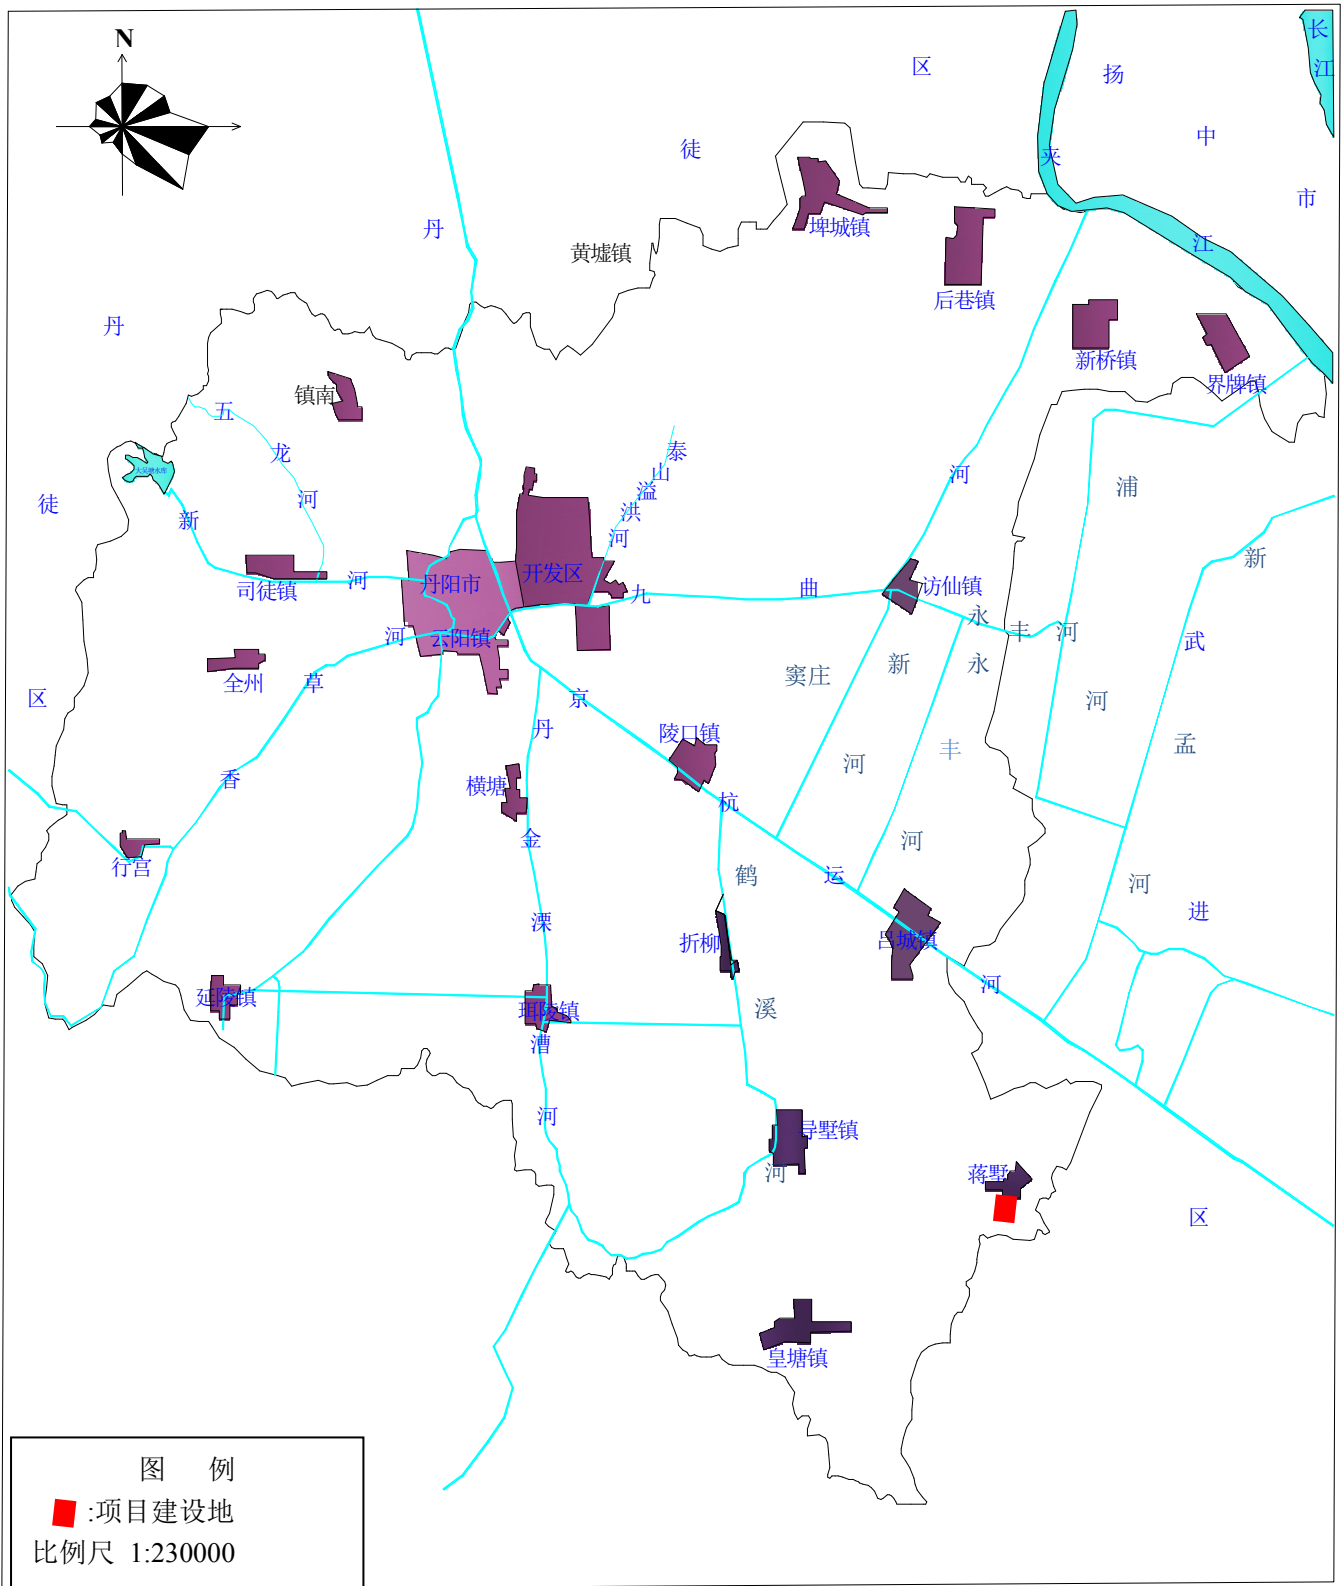 N
长江
扬中市
夹江
丹徒区
丹徒区
黄墟镇
埤城镇
后巷镇
新桥镇
界牌镇
镇南
五龙河
大吴塘水库
新河
司徒镇
丹阳市
开发区
云阳镇
泰山溢洪河
九曲河
访仙镇
永丰河
浦河
新孟河
武进区
全州
香草河
窦庄河
新永丰河
丹金溧漕河
京杭运河
陵口镇
横塘
行宫
鹤溪河
折柳
吕城镇
延陵镇
珥陵镇
导墅镇
蒋墅
皇塘镇
图 例
:项目建设地
比例尺 1:230000